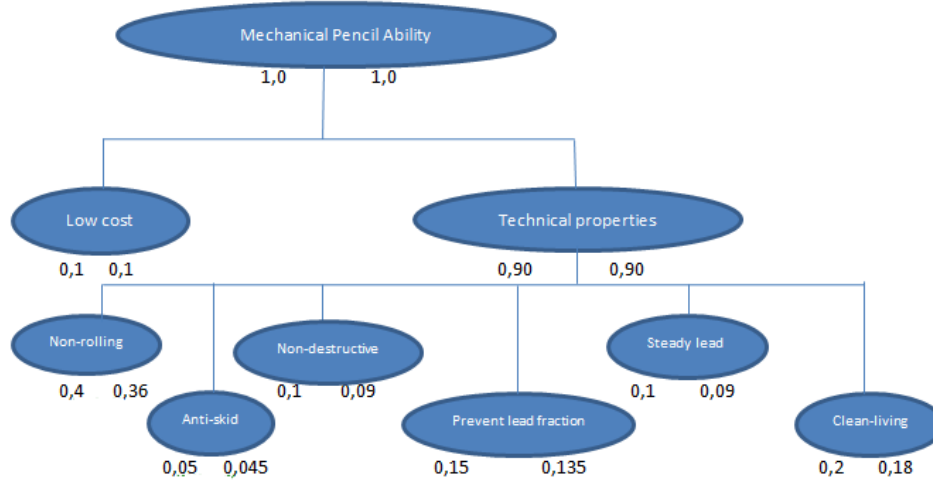 Mechanical Pencil Ability
1,0 1,0
Low cost
Technical properties
0,1 0,1
0,90 0,90
Non-rolling
Non-destructive
Steady lead
0,4 0,36
0,1 0,09
0,1 0,09
Anti-skid
Prevent lead fraction
Clean-living
0,05 0,045
0,15 0,135
0,2 0,18